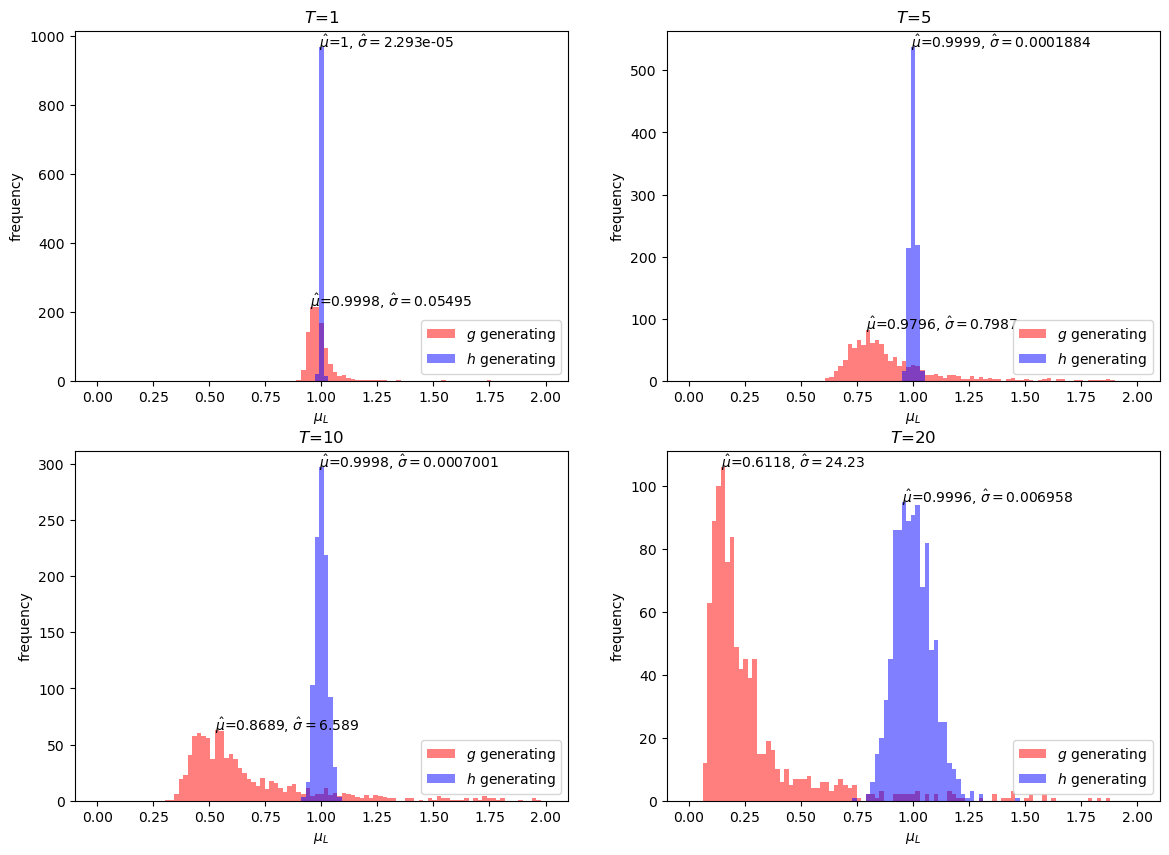 T=1
frequency
1000
800
600
400
200
0
μ̂=1, σ̂ = 2.293e-05
μ̂=0.9998, σ̂ = 0.05495
g generating
h generating
0.00 0.25 0.50 0.75 1.00 1.25 1.50 1.75 2.00
μ_L
T=5
frequency
500
400
300
200
100
0
μ̂=0.9999, σ̂ = 0.0001884
μ̂=0.9796, σ̂ = 0.7987
g generating
h generating
0.00 0.25 0.50 0.75 1.00 1.25 1.50 1.75 2.00
μ_L
T=10
frequency
300
250
200
150
100
50
0
μ̂=0.9998, σ̂ = 0.0007001
μ̂=0.8689, σ̂ = 6.589
g generating
h generating
0.00 0.25 0.50 0.75 1.00 1.25 1.50 1.75 2.00
μ_L
T=20
frequency
100
80
60
40
20
0
μ̂=0.6118, σ̂ = 24.23
μ̂=0.9996, σ̂ = 0.006958
g generating
h generating
0.00 0.25 0.50 0.75 1.00 1.25 1.50 1.75 2.00
μ_L